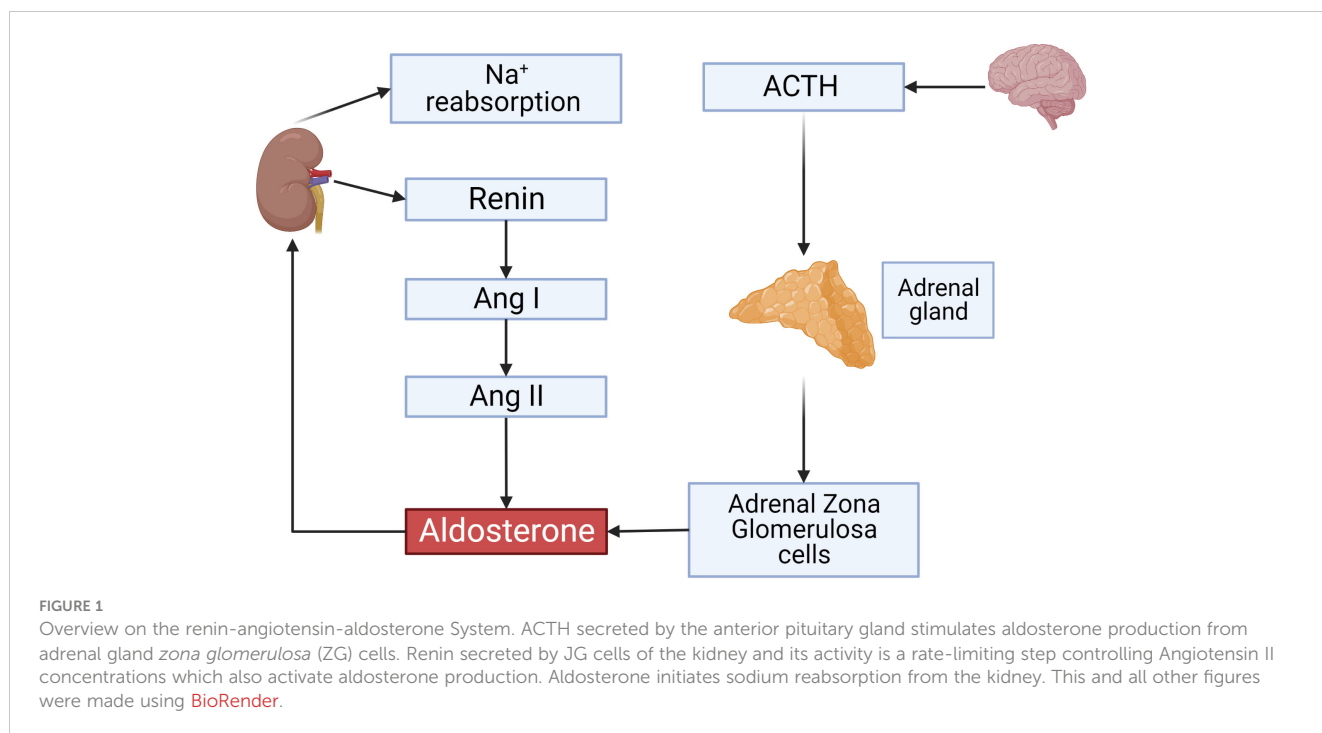 Na⁺
reabsorption
ACTH
Renin
Ang I
Adrenal
gland
Ang II
Aldosterone
Adrenal Zona
Glomerulosa
cells
FIGURE 1
Overview on the renin-angiotensin-aldosterone System. ACTH secreted by the anterior pituitary gland stimulates aldosterone production from
adrenal gland zona glomerulosa (ZG) cells. Renin secreted by JG cells of the kidney and its activity is a rate-limiting step controlling Angiotensin II
concentrations which also activate aldosterone production. Aldosterone initiates sodium reabsorption from the kidney. This and all other figures
were made using BioRender.